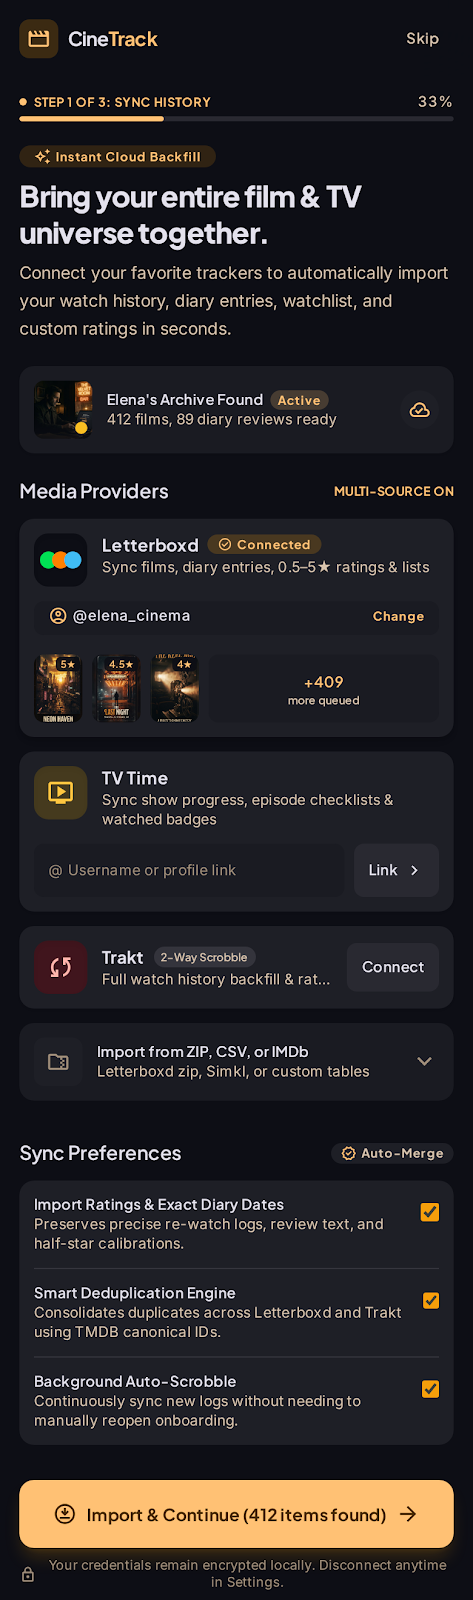 CineTrack
Skip
STEP 1 OF 3: SYNC HISTORY
33%
Instant Cloud Backfill
Bring your entire film & TV
universe together.
Connect your favorite trackers to automatically import
your watch history, diary entries, watchlist, and
custom ratings in seconds.
Elena's Archive Found Active
412 films, 89 diary reviews ready
Media Providers
MULTI-SOURCE ON
Letterboxd Connected
Sync films, diary entries, 0.5–5★ ratings & lists
@elena_cinema
Change
5★
4.5★
4★
NEON HAVEN
LAST NIGHT
+409
more queued
TV Time
Sync show progress, episode checklists &
watched badges
@ Username or profile link
Link
Trakt 2-Way Scrobble
Full watch history backfill & rat...
Connect
Import from ZIP, CSV, or IMDb
Letterboxd zip, Simkl, or custom tables
Sync Preferences
Auto-Merge
Import Ratings & Exact Diary Dates
Preserves precise re-watch logs, review text, and
half-star calibrations.
Smart Deduplication Engine
Consolidates duplicates across Letterboxd and Trakt
using TMDB canonical IDs.
Background Auto-Scrobble
Continuously sync new logs without needing to
manually reopen onboarding.
Import & Continue (412 items found)
Your credentials remain encrypted locally. Disconnect anytime
in Settings.